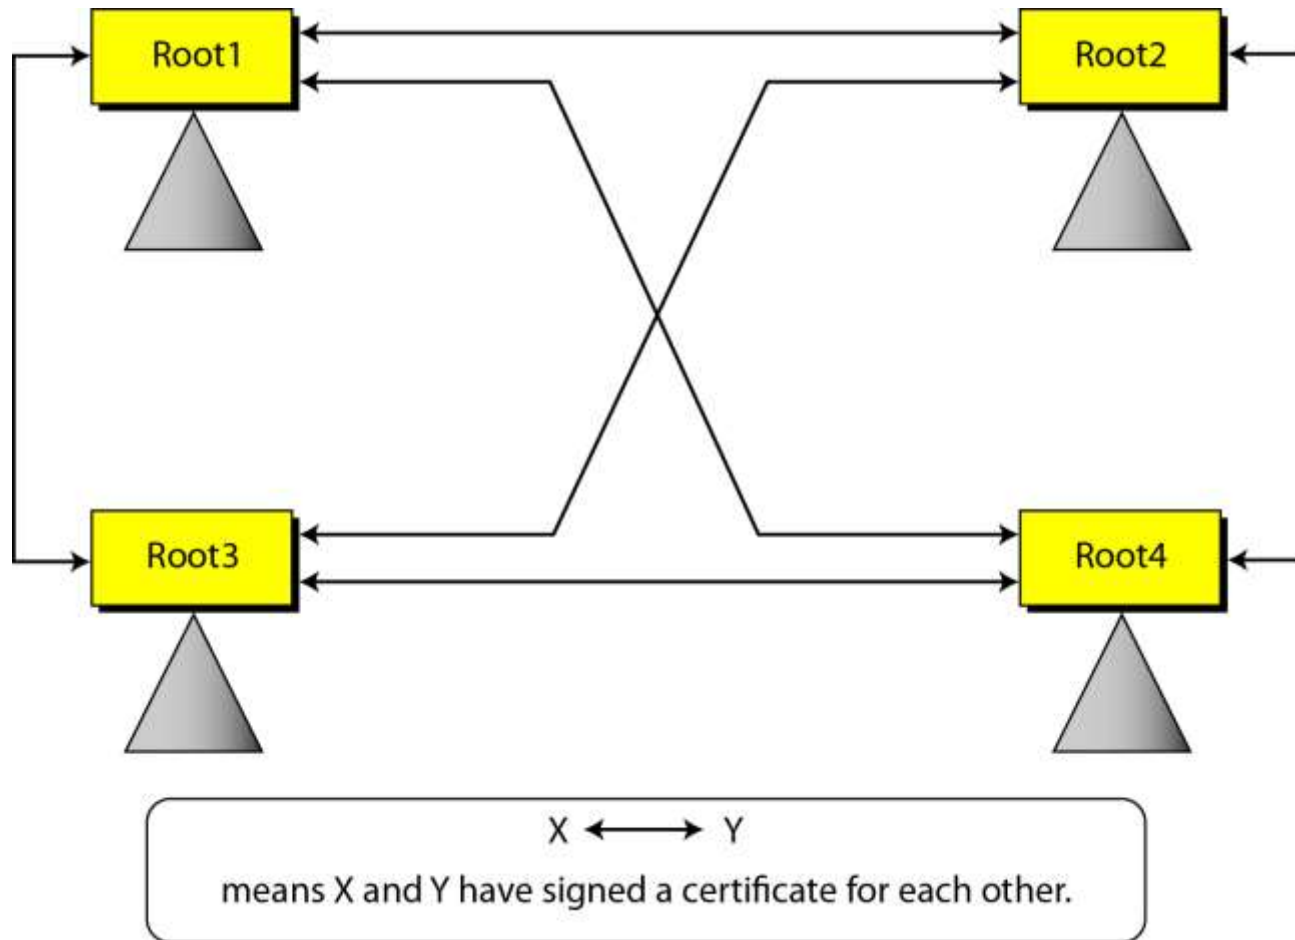 Root1
Root2
Root3
Root4
X Y
means X and Y have signed a certificate for each other.